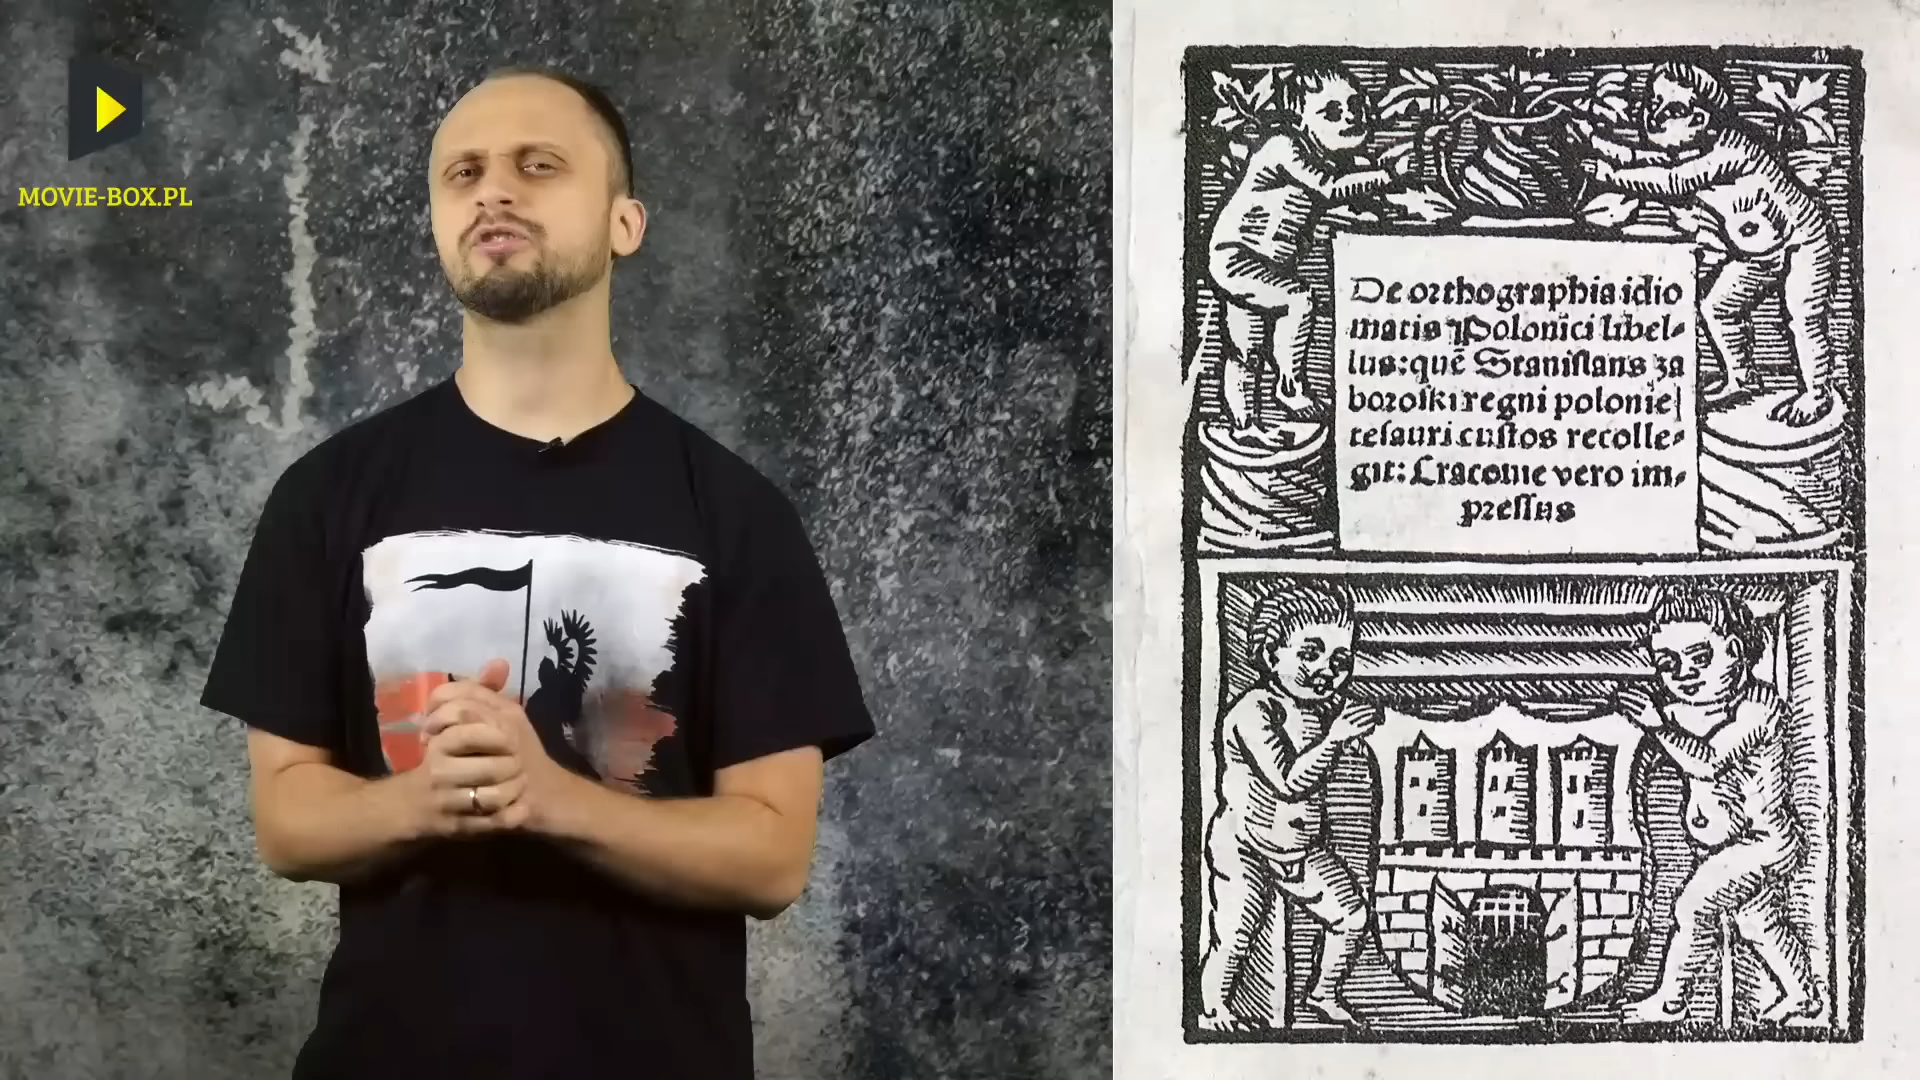 MOVIE-BOX.PL
De orthographia idio
matis Polonici libel-
lus: quē Stanislaus za
boroski regni polonie
tesauri custos recolle-
git: Cracovie vero im-
pressus